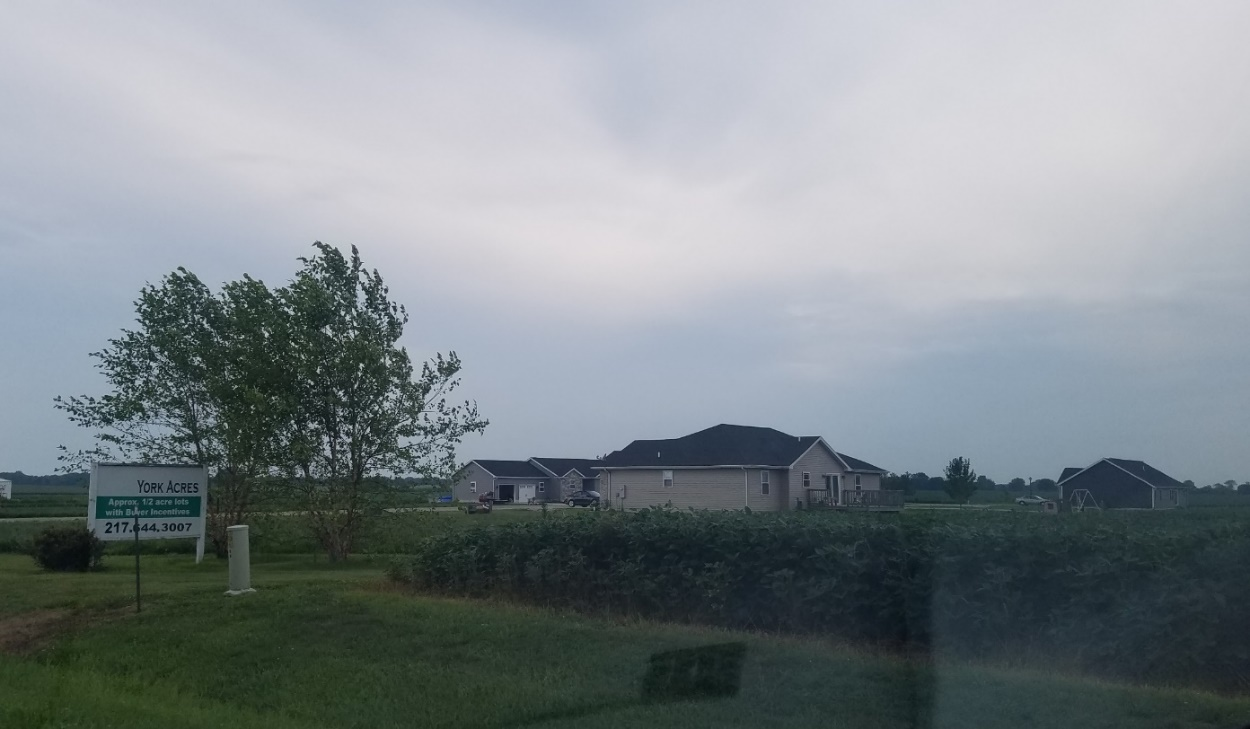 YORK ACRES
Approx. 1/2 acre lots
with Buyer Incentives
217.644.3007